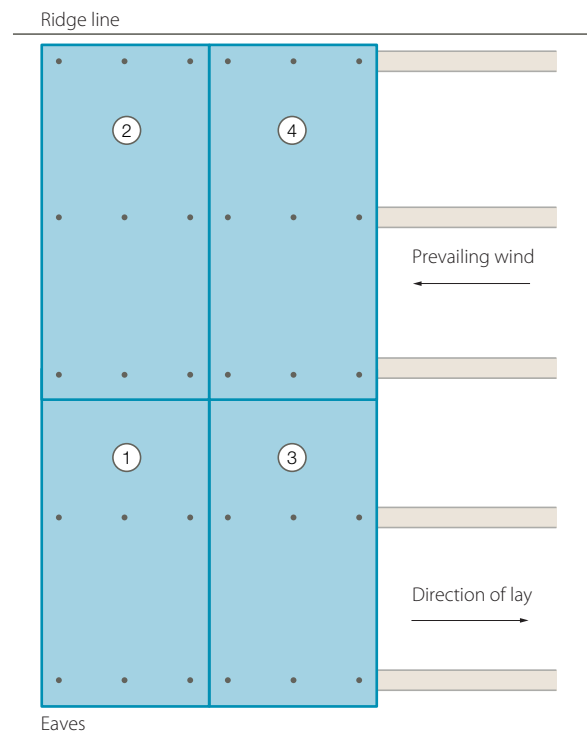 Ridge line
2
4
Prevailing wind
1
3
Direction of lay
Eaves